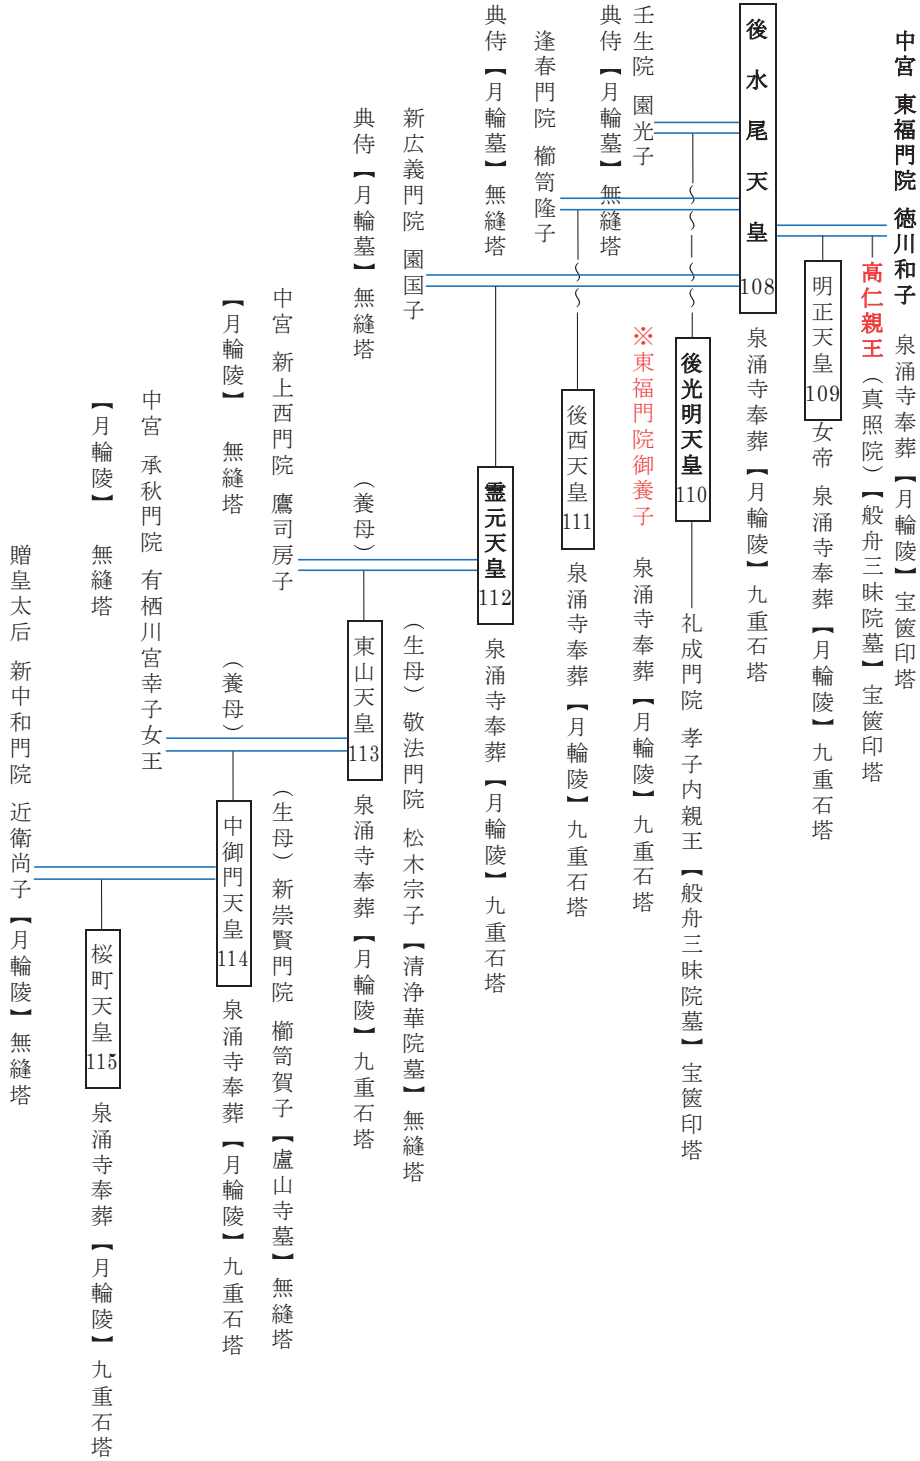 中宮 東福門院 徳川和子 泉涌寺奉葬【月輪陵】宝篋印塔
高仁親王（真照院）【般舟三昧院墓】宝篋印塔
明正天皇109 女帝 泉涌寺奉葬【月輪陵】九重石塔
後水尾天皇108 泉涌寺奉葬【月輪陵】九重石塔
後光明天皇110 礼成門院 孝子内親王【般舟三昧院墓】宝篋印塔
壬生院 園光子
※東福門院御養子 泉涌寺奉葬【月輪陵】九重石塔
典侍【月輪墓】無縫塔
後西天皇111 泉涌寺奉葬【月輪陵】九重石塔
逢春門院 櫛笥隆子
典侍【月輪墓】無縫塔
霊元天皇112 泉涌寺奉葬【月輪陵】九重石塔
新広義門院 園国子
（生母）敬法門院 松木宗子【清浄華院墓】無縫塔
典侍【月輪墓】無縫塔
（養母）
東山天皇113 泉涌寺奉葬【月輪陵】九重石塔
中宮 新上西門院 鷹司房子
（生母）新崇賢門院 櫛笥賀子【盧山寺墓】無縫塔
【月輪陵】 無縫塔
（養母）
中御門天皇114 泉涌寺奉葬【月輪陵】九重石塔
中宮 承秋門院 有栖川宮幸子女王
【月輪陵】 無縫塔
桜町天皇115 泉涌寺奉葬【月輪陵】九重石塔
贈皇太后 新中和門院 近衛尚子【月輪陵】無縫塔